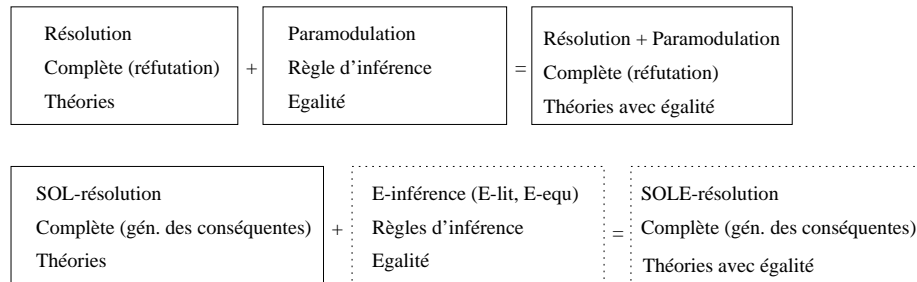 Résolution
Complète (réfutation)
Théories
+
Paramodulation
Règle d'inférence
Egalité
=
Résolution + Paramodulation
Complète (réfutation)
Théories avec égalité
SOL-résolution
Complète (gén. des conséquentes)
Théories
+
E-inférence (E-lit, E-equ)
Règles d'inférence
Egalité
=
SOLE-résolution
Complète (gén. des conséquentes)
Théories avec égalité